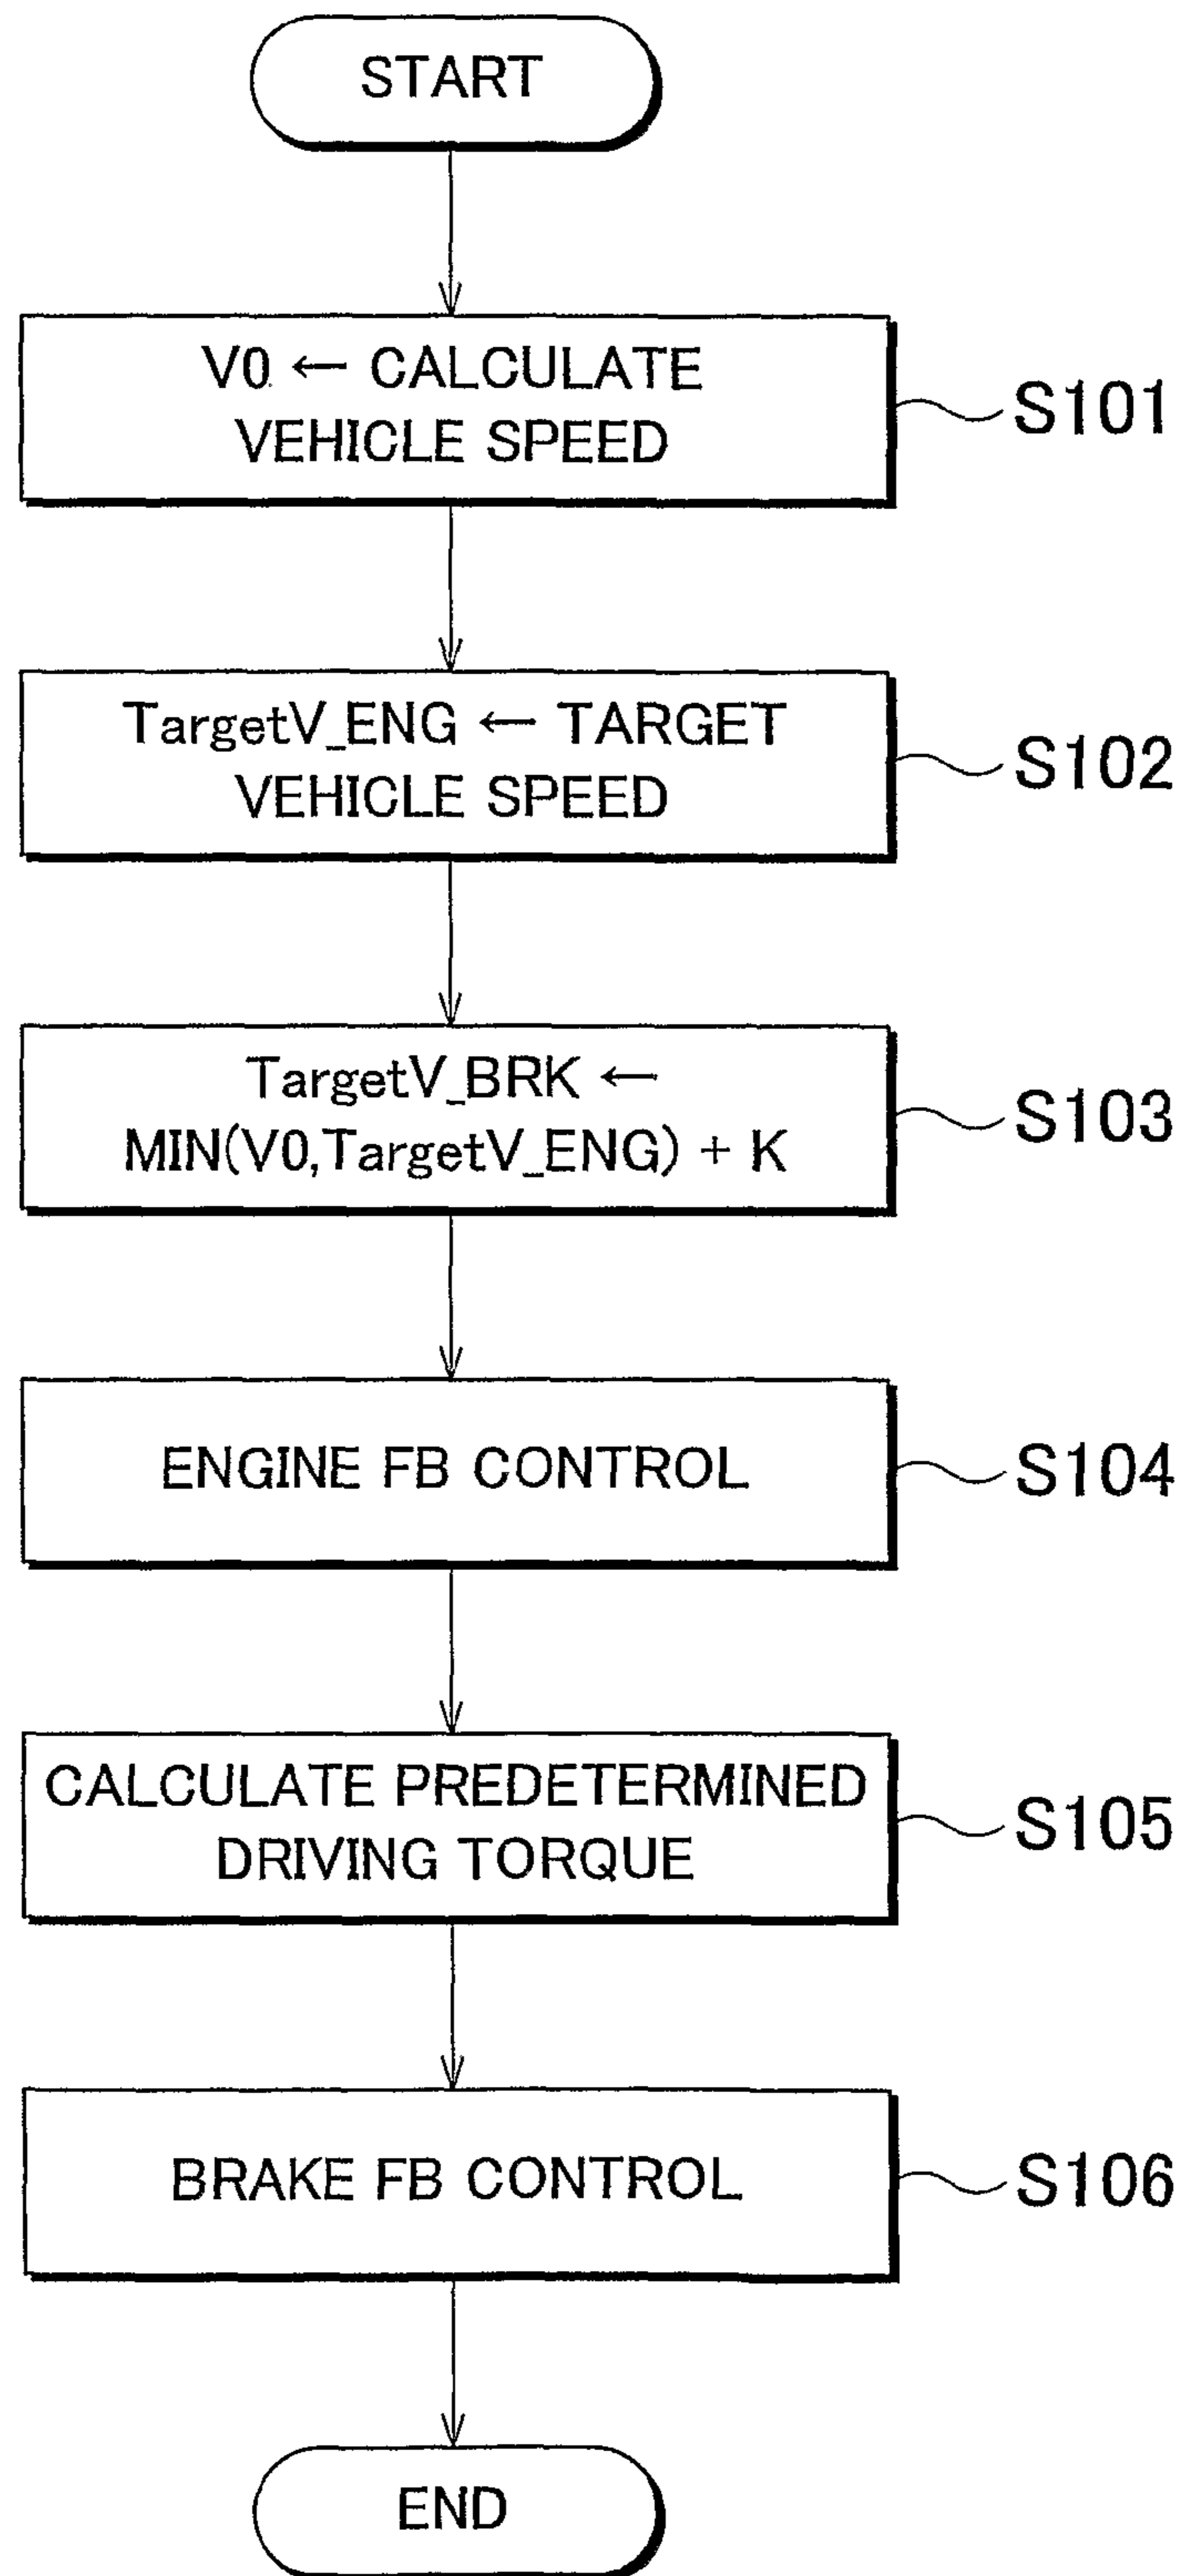 START
V0 ← CALCULATE
VEHICLE SPEED
S101
TargetV_ENG ← TARGET
VEHICLE SPEED
S102
TargetV_BRK ←
MIN(V0,TargetV_ENG) + K
S103
ENGINE FB CONTROL
S104
CALCULATE PREDETERMINED
DRIVING TORQUE
S105
BRAKE FB CONTROL
S106
END